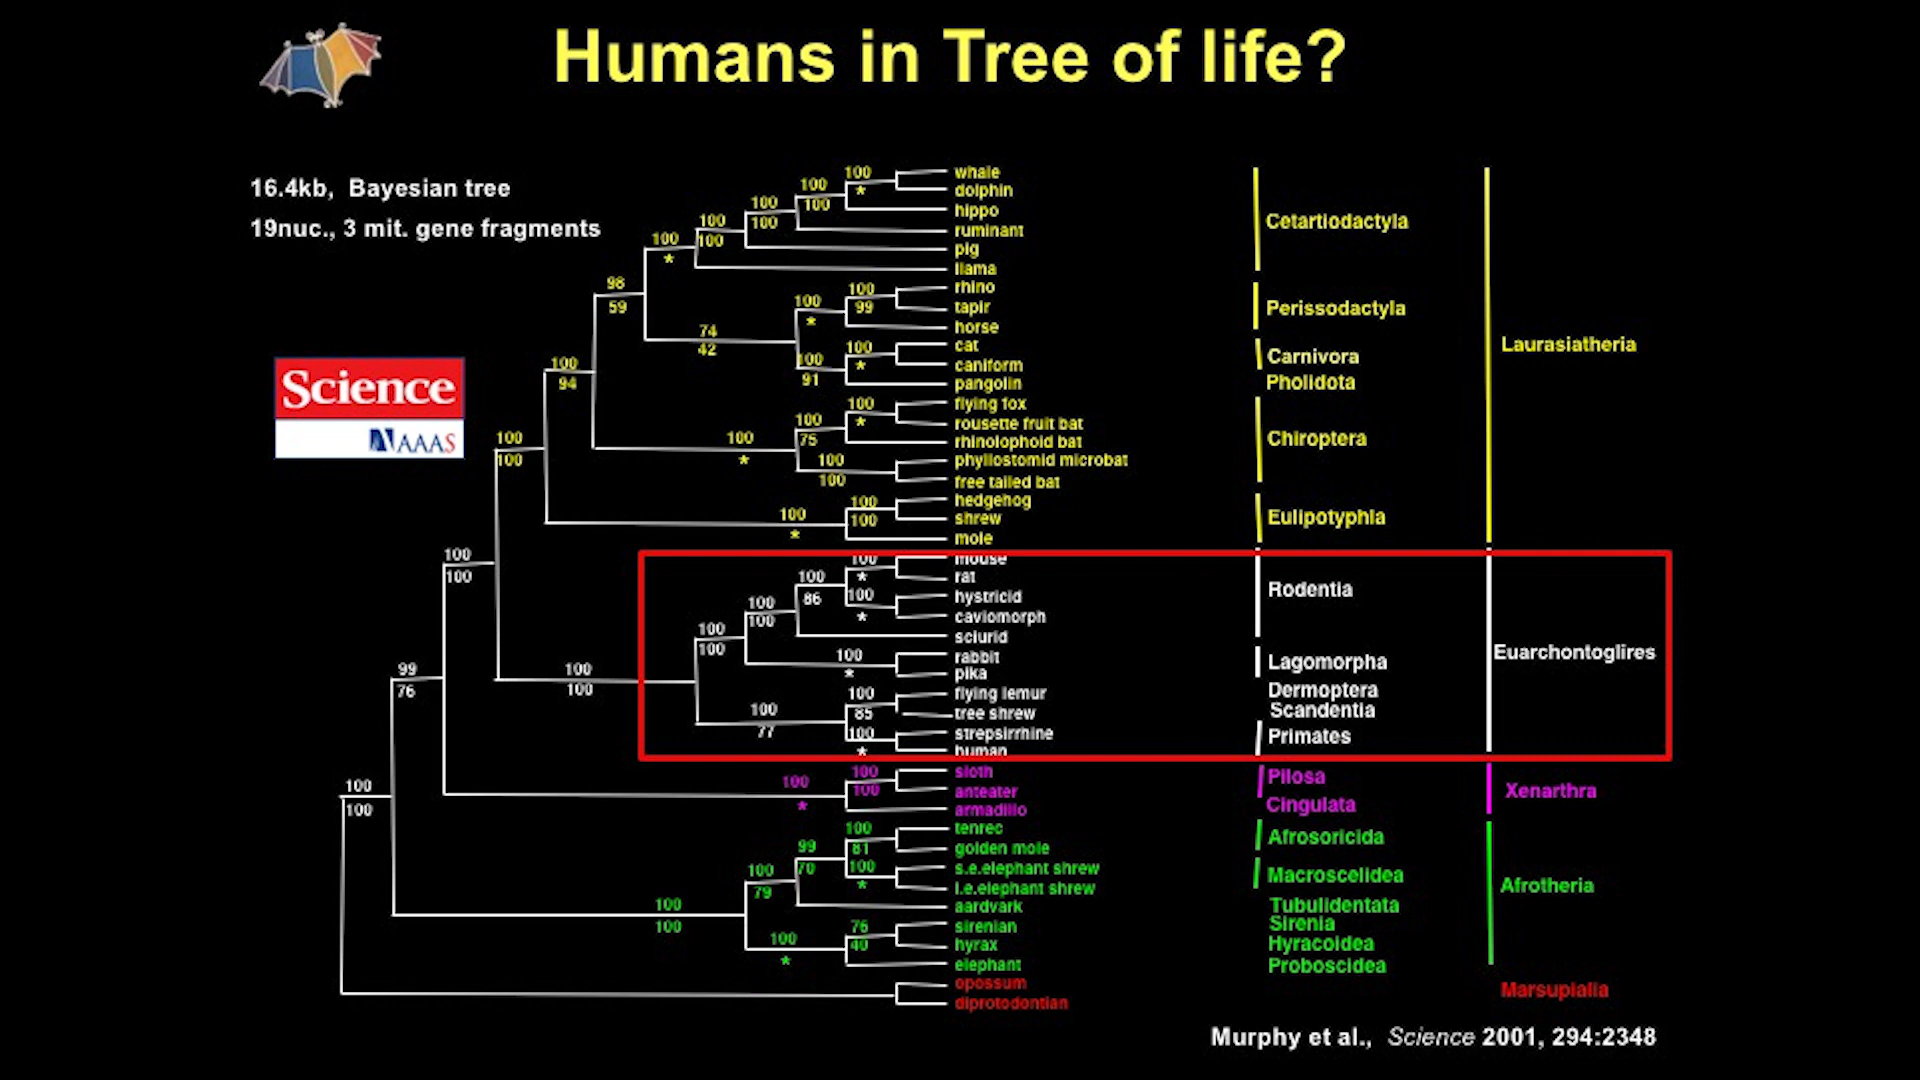 Humans in Tree of life?
16.4kb, Bayesian tree
19nuc., 3 mit. gene fragments
Science
AAAS
100 whale
100 * dolphin
100 100 hippo
100 100 ruminant
100 100 pig
100 * llama
Cetartiodactyla
98 59
100 rhino
100 99 tapir
* horse
Perissodactyla
74 42
100 cat
100 * caniform
91 pangolin
Carnivora
Pholidota
Laurasiatheria
100 94
100 flying fox
100 * rousette fruit bat
75 rhinolophoid bat
100 * 100 phyllostomid microbat
100 free tailed bat
Chiroptera
100 100
100 hedgehog
100 100 shrew
* mole
Eulipotyphla
100 100
100 mouse
100 * rat
86 100 hystricid
100 100 * caviomorph
100 100 sciurid
Rodentia
100 rabbit
* pika
Lagomorpha
Euarchontoglires
100 100
100 flying lemur
100 85 tree shrew
77 100 strepsirrhine
* human
Dermoptera
Scandentia
Primates
99 76
100 sloth
100 100 anteater
* armadillo
Pilosa
Cingulata
Xenarthra
100 100
100 tenrec
99 81 golden mole
70 100 s.e.elephant shrew
100 79 * l.e.elephant shrew
aardvark
100 100
76 sirenian
100 40 hyrax
* elephant
Afrosoricida
Macroscelidea
Tubulidentata
Sirenia
Hyracoidea
Proboscidea
Afrotheria
opossum
diprotodontian
Marsupialia
Murphy et al., Science 2001, 294:2348